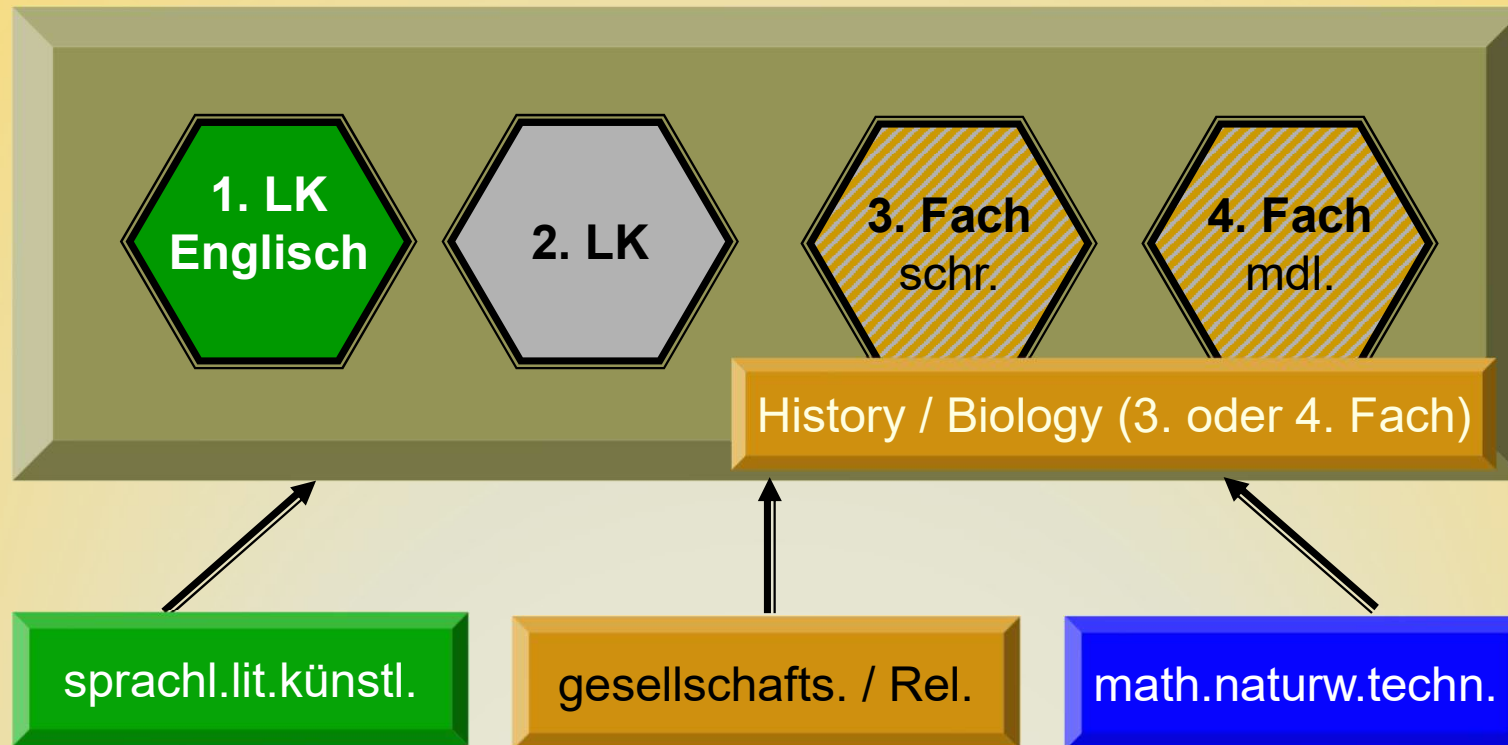 1. LK
Englisch
2. LK
3. Fach
schr.
4. Fach
mdl.
History / Biology (3. oder 4. Fach)
sprachl.lit.künstl.
gesellschafts. / Rel.
math.naturw.techn.